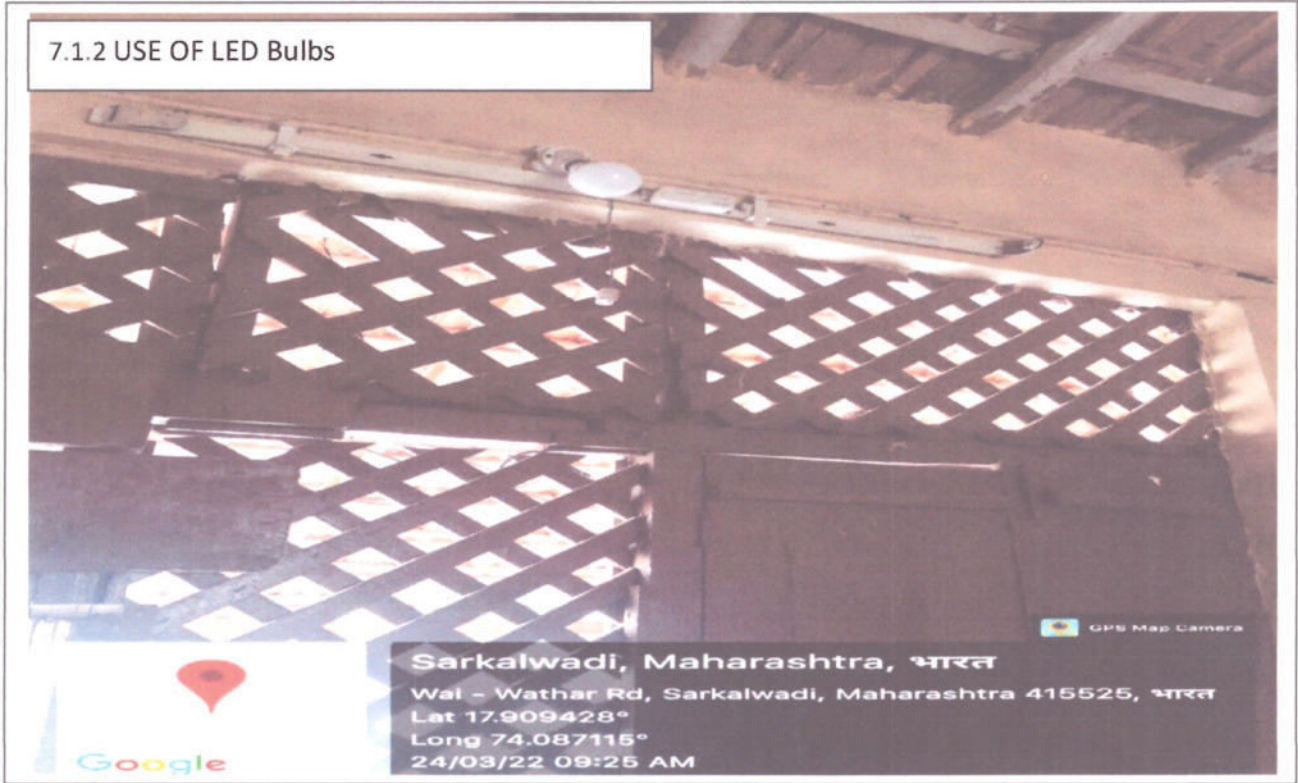 7.1.2 USE OF LED Bulbs
GPS Map Camera
Sarkalwadi, Maharashtra, भारत
Wai - Wathar Rd, Sarkalwadi, Maharashtra 415525, भारत
Lat 17.909428°
Long 74.087115°
24/03/22 09:25 AM
Google